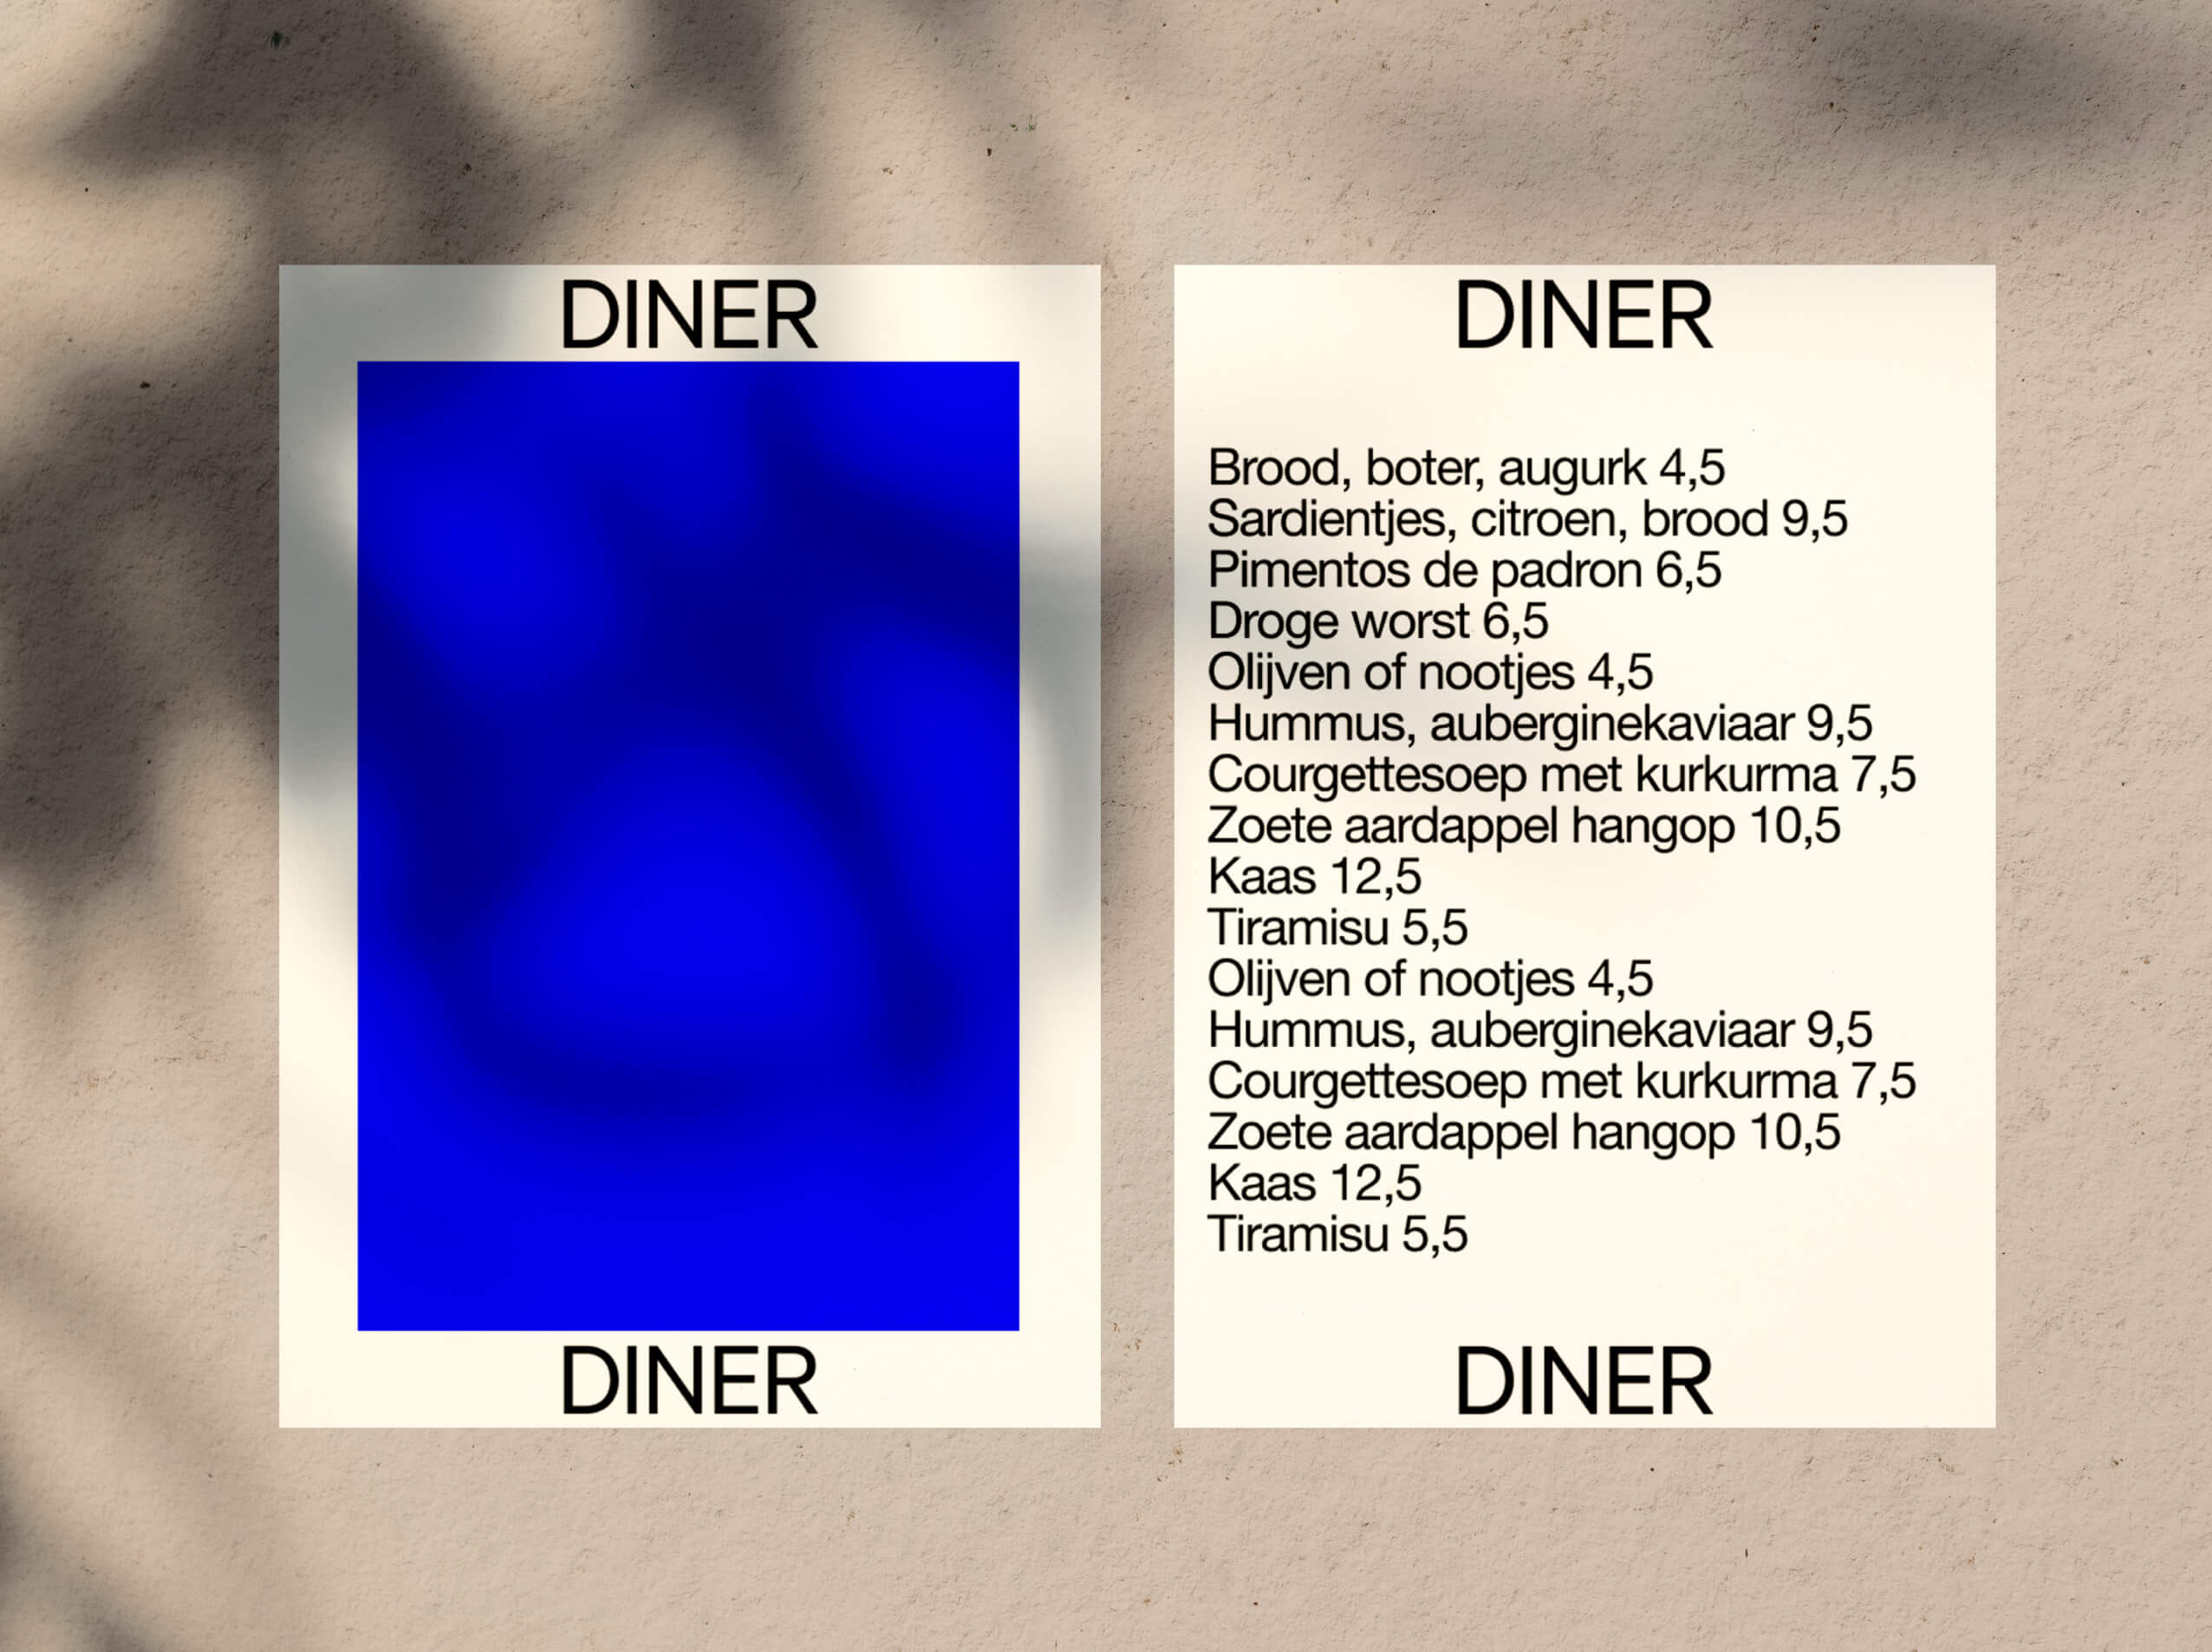 DINER
DINER
DINER
Brood, boter, augurk 4,5
Sardientjes, citroen, brood 9,5
Pimentos de padron 6,5
Droge worst 6,5
Olijven of nootjes 4,5
Hummus, auberginekaviaar 9,5
Courgettesoep met kurkurma 7,5
Zoete aardappel hangop 10,5
Kaas 12,5
Tiramisu 5,5
Olijven of nootjes 4,5
Hummus, auberginekaviaar 9,5
Courgettesoep met kurkurma 7,5
Zoete aardappel hangop 10,5
Kaas 12,5
Tiramisu 5,5
DINER